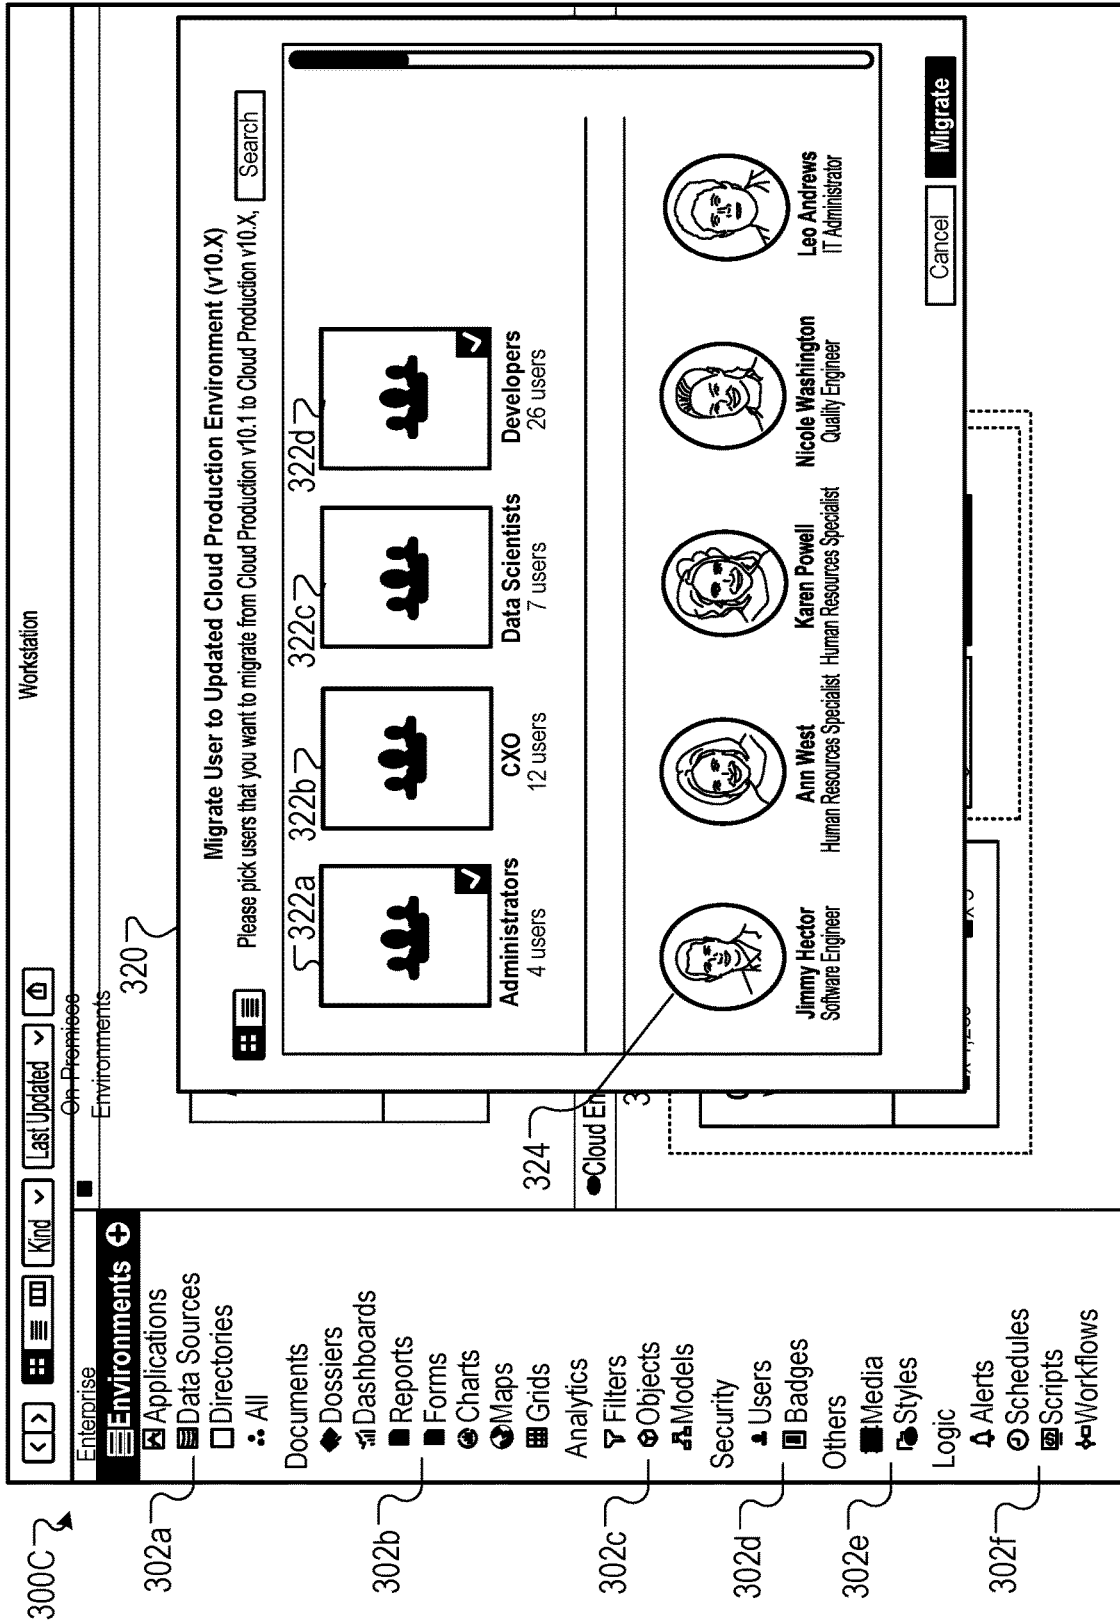 300C
Workstation
Kind
Last Updated
Enterprise
On Premises
Environments
Environments
Applications
Data Sources
Directories
All
Documents
Dossiers
Dashboards
Reports
Forms
Charts
Maps
Grids
Analytics
Filters
Objects
Models
Security
Users
Badges
Others
Media
Styles
Logic
Alerts
Schedules
Scripts
Workflows
302a
302b
302c
302d
302e
302f
320
Migrate User to Updated Cloud Production Environment (v10.X)
Please pick users that you want to migrate from Cloud Production v10.1 to Cloud Production v10.X,
Search
322a
322b
322c
322d
Administrators
4 users
CXO
12 users
Data Scientists
7 users
Developers
26 users
324
Cloud En
3
Jimmy Hector
Software Engineer
Ann West
Human Resources Specialist
Karen Powell
Human Resources Specialist
Nicole Washington
Quality Engineer
Leo Andrews
IT Administrator
Cancel
Migrate